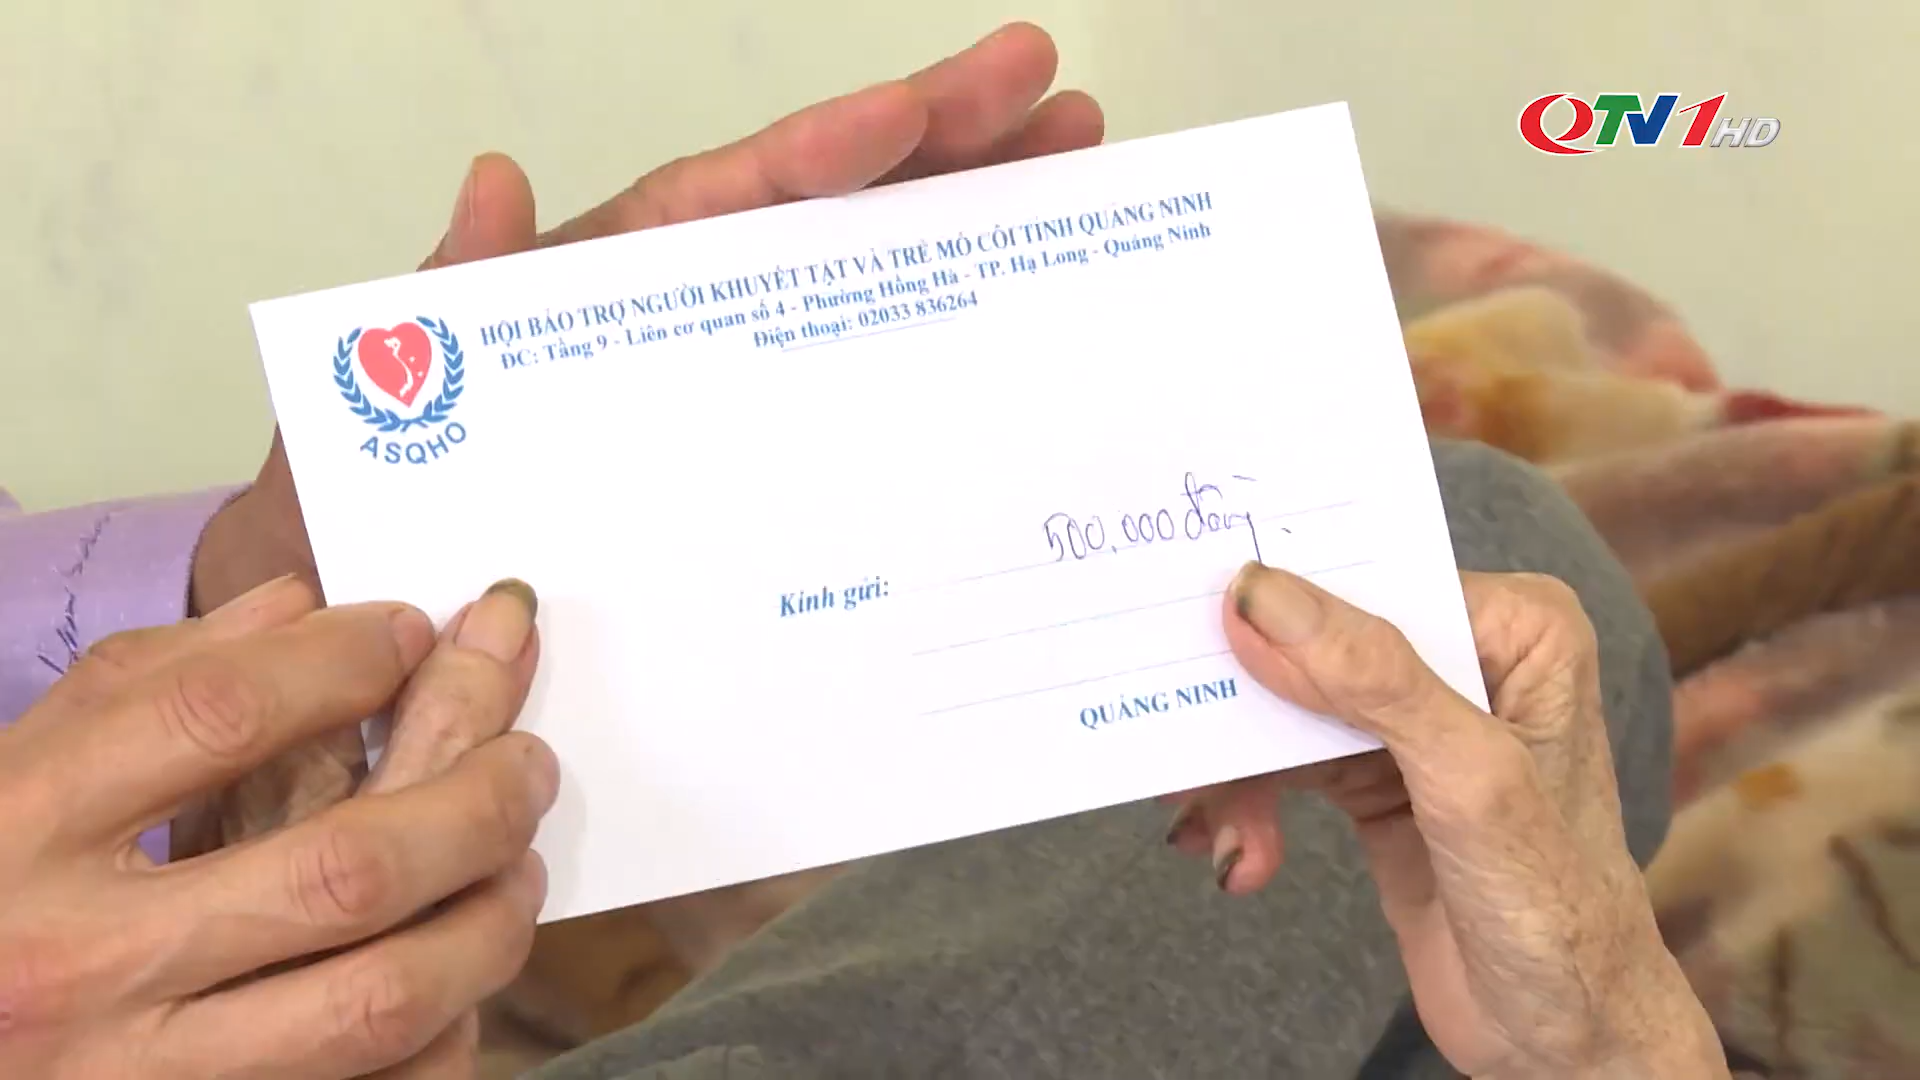 QTV1HD
HỘI BẢO TRỢ NGƯỜI KHUYẾT TẬT VÀ TRẺ MỒ CÔI TỈNH QUẢNG NINH
ĐC: Tầng 9 - Liên cơ quan số 4 - Phường Hồng Hà - TP. Hạ Long - Quảng Ninh
Điện thoại: 02033 836264
ASQHO
500.000 đồng.
Kính gửi:
QUẢNG NINH